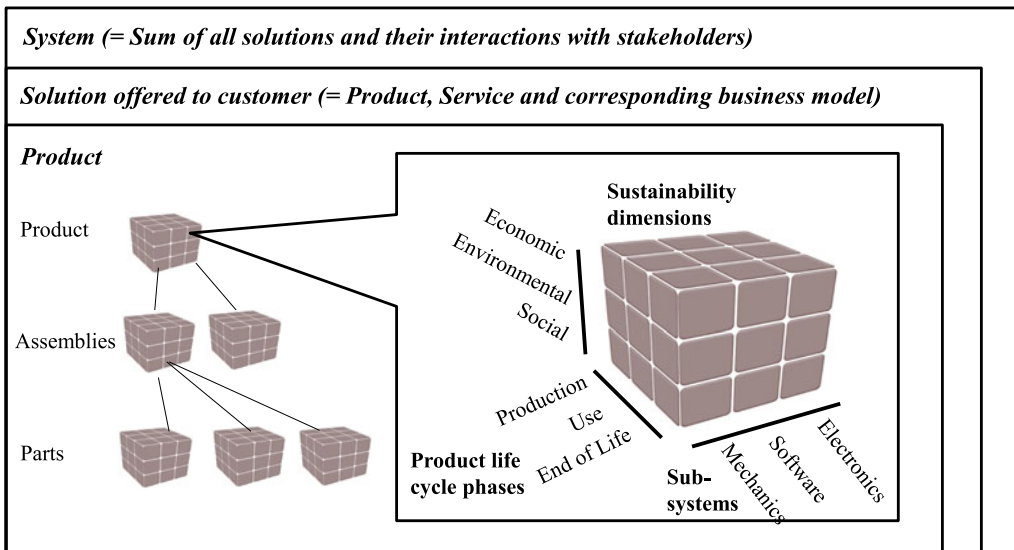 System (= Sum of all solutions and their interactions with stakeholders)
Solution offered to customer (= Product, Service and corresponding business model)
Product
Product
Assemblies
Parts
Sustainability
dimensions
Economic
Environmental
Social
Production
Use
End of Life
Product life
cycle phases
Sub-
systems
Mechanics
Software
Electronics